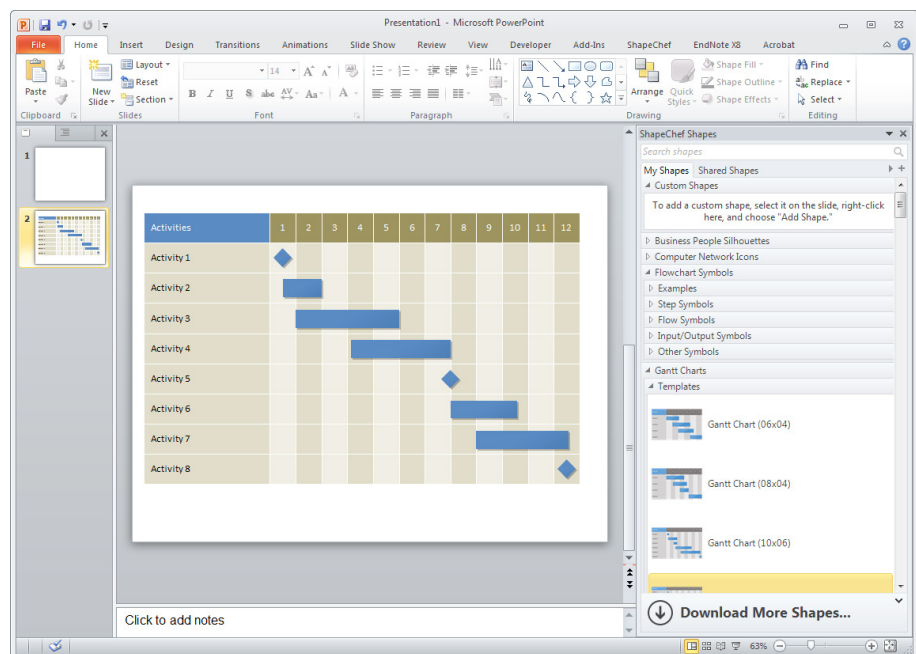 Presentation1 - Microsoft PowerPoint
File Home Insert Design Transitions Animations Slide Show Review View Developer Add-Ins ShapeChef EndNote X8 Acrobat
Paste
Clipboard
New Slide
Layout
Reset
Section
Slides
14
B I U S abc AV Aa A
Font
Paragraph
Arrange
Quick Styles
Shape Fill
Shape Outline
Shape Effects
Drawing
Find
Replace
Select
Editing
1
2
Activities 1 2 3 4 5 6 7 8 9 10 11 12
Activity 1
Activity 2
Activity 3
Activity 4
Activity 5
Activity 6
Activity 7
Activity 8
Click to add notes
ShapeChef Shapes
Search shapes
My Shapes Shared Shapes
Custom Shapes
To add a custom shape, select it on the slide, right-click
here, and choose "Add Shape."
Business People Silhouettes
Computer Network Icons
Flowchart Symbols
Examples
Step Symbols
Flow Symbols
Input/Output Symbols
Other Symbols
Gantt Charts
Templates
Gantt Chart (06x04)
Gantt Chart (08x04)
Gantt Chart (10x06)
Download More Shapes...
63%